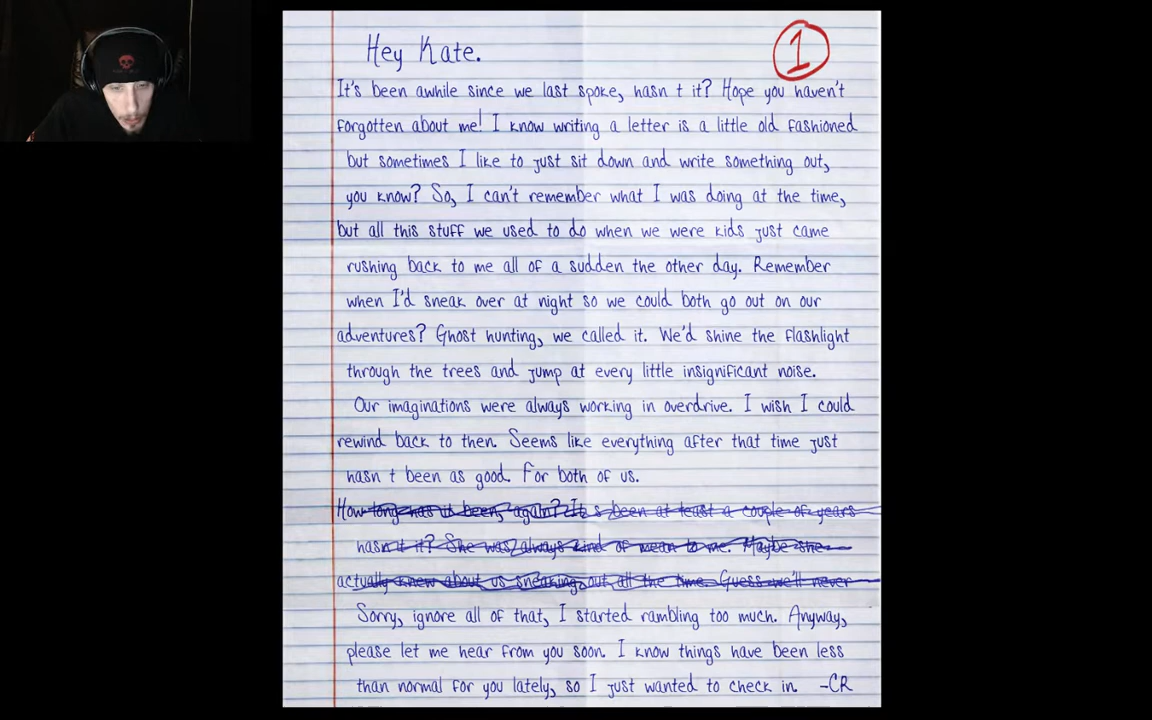 1
Hey Kate.
It's been awhile since we last spoke, hasn t it? Hope you haven't
forgotten about me! I know writing a letter is a little old fashioned
but sometimes I like to just sit down and write something out,
you know? So, I can't remember what I was doing at the time,
but all this stuff we used to do when we were kids just came
rushing back to me all of a sudden the other day. Remember
when I'd sneak over at night so we could both go out on our
adventures? Ghost hunting, we called it. We'd shine the flashlight
through the trees and jump at every little insignificant noise.
Our imaginations were always working in overdrive. I wish I could
rewind back to then. Seems like everything after that time just
hasn t been as good. For both of us.
How long has it been, again? It s been at least a couple of years
hasn t it? She was always kind of mean to me. Maybe she
actually knew about us sneaking out all the time. Guess we'll never
Sorry, ignore all of that, I started rambling too much. Anyway,
please let me hear from you soon. I know things have been less
than normal for you lately, so I just wanted to check in. -CR